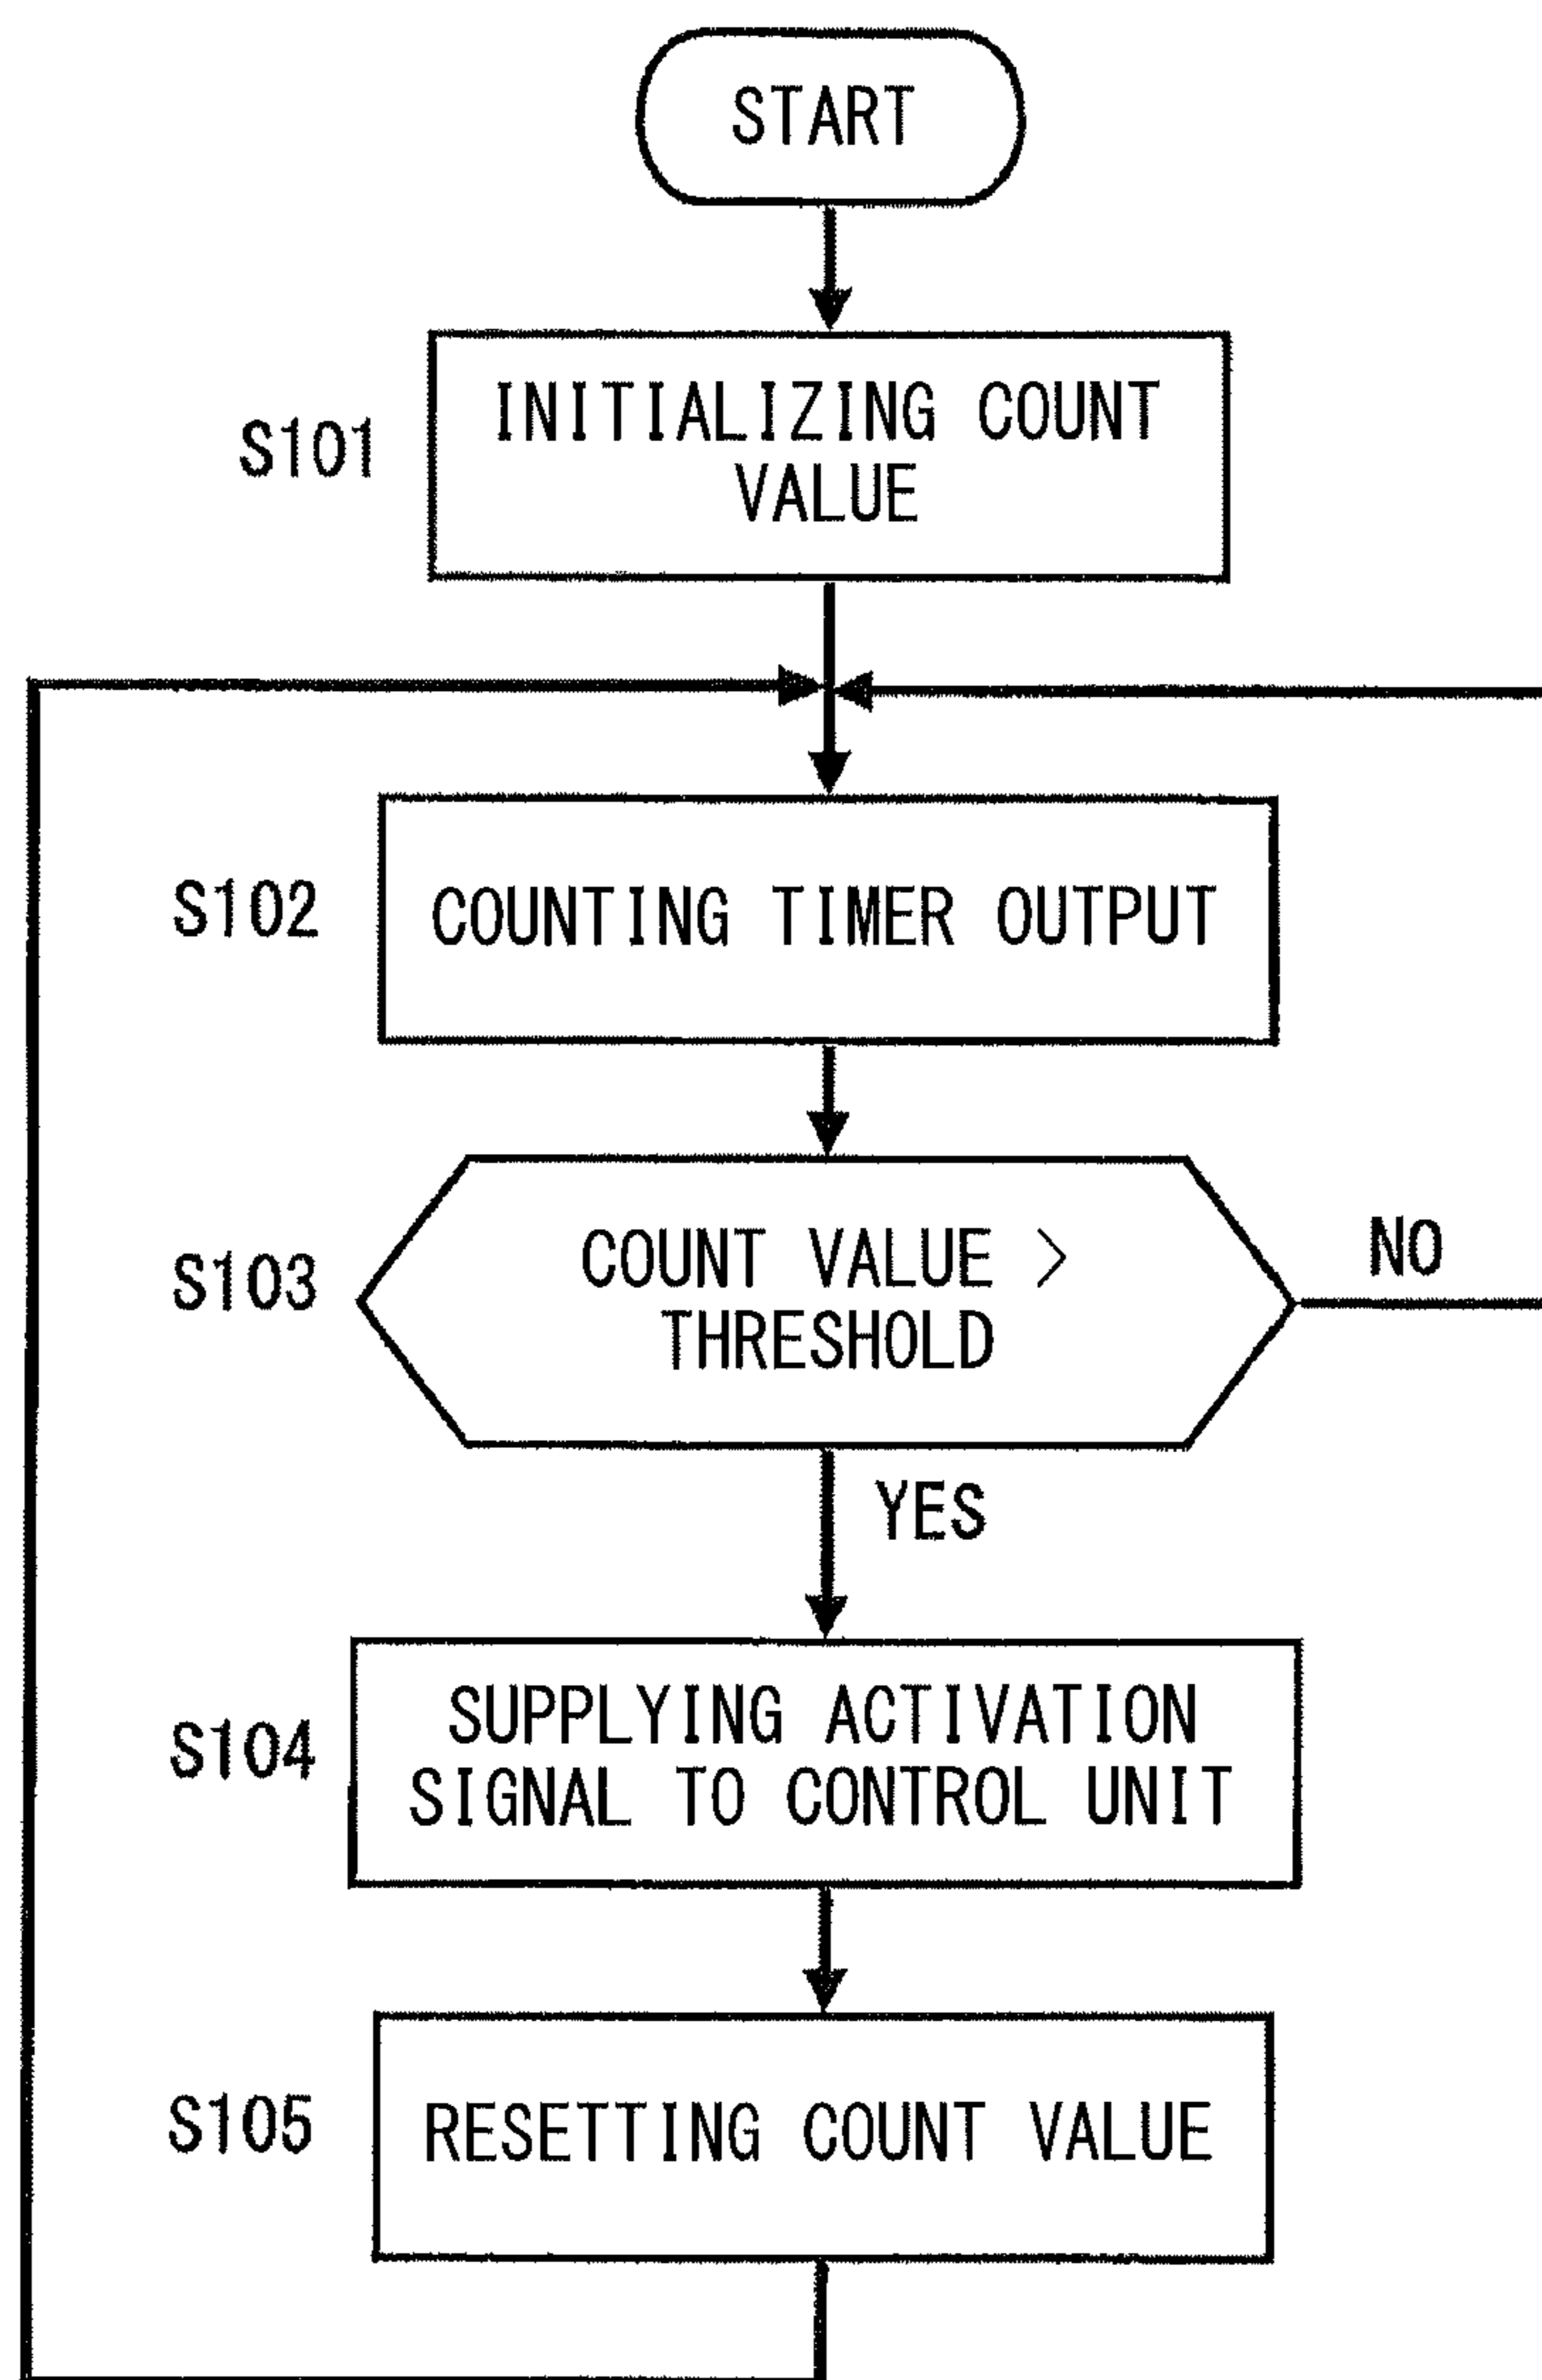 START
S101
INITIALIZING COUNT
VALUE
S102
COUNTING TIMER OUTPUT
S103
COUNT VALUE >
THRESHOLD
NO
YES
S104
SUPPLYING ACTIVATION
SIGNAL TO CONTROL UNIT
S105
RESETTING COUNT VALUE